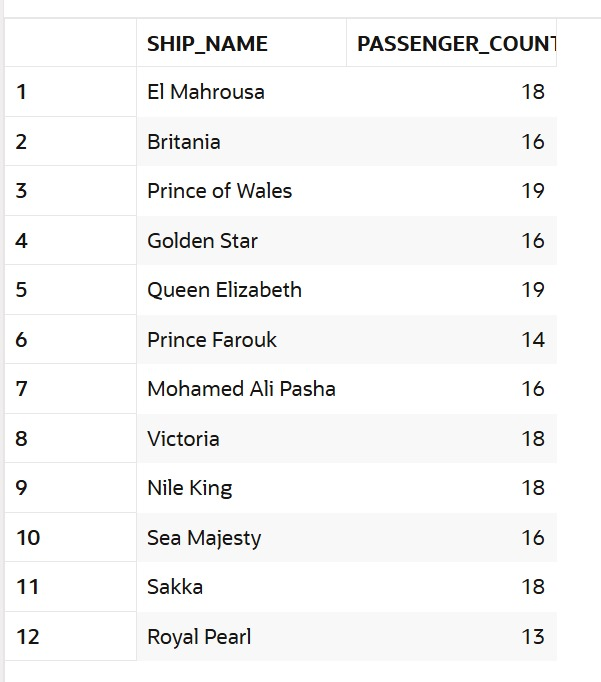 SHIP_NAME PASSENGER_COUNT
1 El Mahrousa 18
2 Britania 16
3 Prince of Wales 19
4 Golden Star 16
5 Queen Elizabeth 19
6 Prince Farouk 14
7 Mohamed Ali Pasha 16
8 Victoria 18
9 Nile King 18
10 Sea Majesty 16
11 Sakka 18
12 Royal Pearl 13